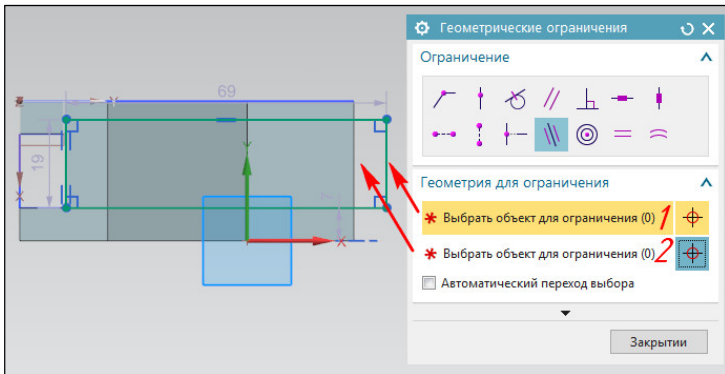 Геометрические ограничения
Ограничение
69
19
Y
X
X
Геометрия для ограничения
Выбрать объект для ограничения (0) 1
Выбрать объект для ограничения (0) 2
Автоматический переход выбора
Закрытии